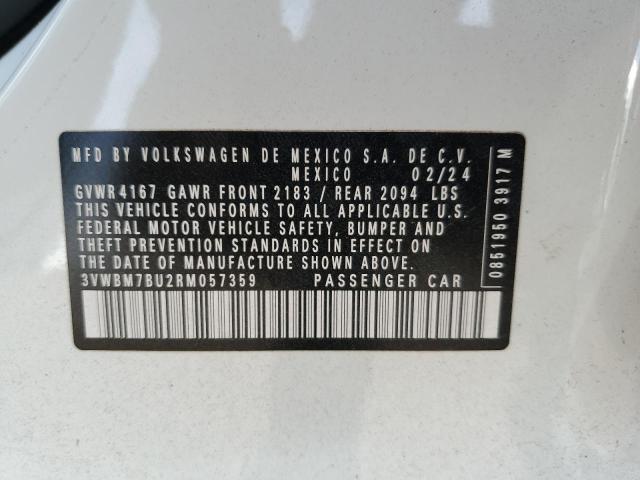 MFD BY VOLKSWAGEN DE MEXICO S.A. DE C.V.
MEXICO 02/24
GVWR 4167 GAWR FRONT 2183 / REAR 2094 LBS
THIS VEHICLE CONFORMS TO ALL APPLICABLE U.S.
FEDERAL MOTOR VEHICLE SAFETY, BUMPER AND
THEFT PREVENTION STANDARDS IN EFFECT ON
THE DATE OF MANUFACTURE SHOWN ABOVE.
3VWBM7BU2RM057359 PASSENGER CAR
0851950 3917 M